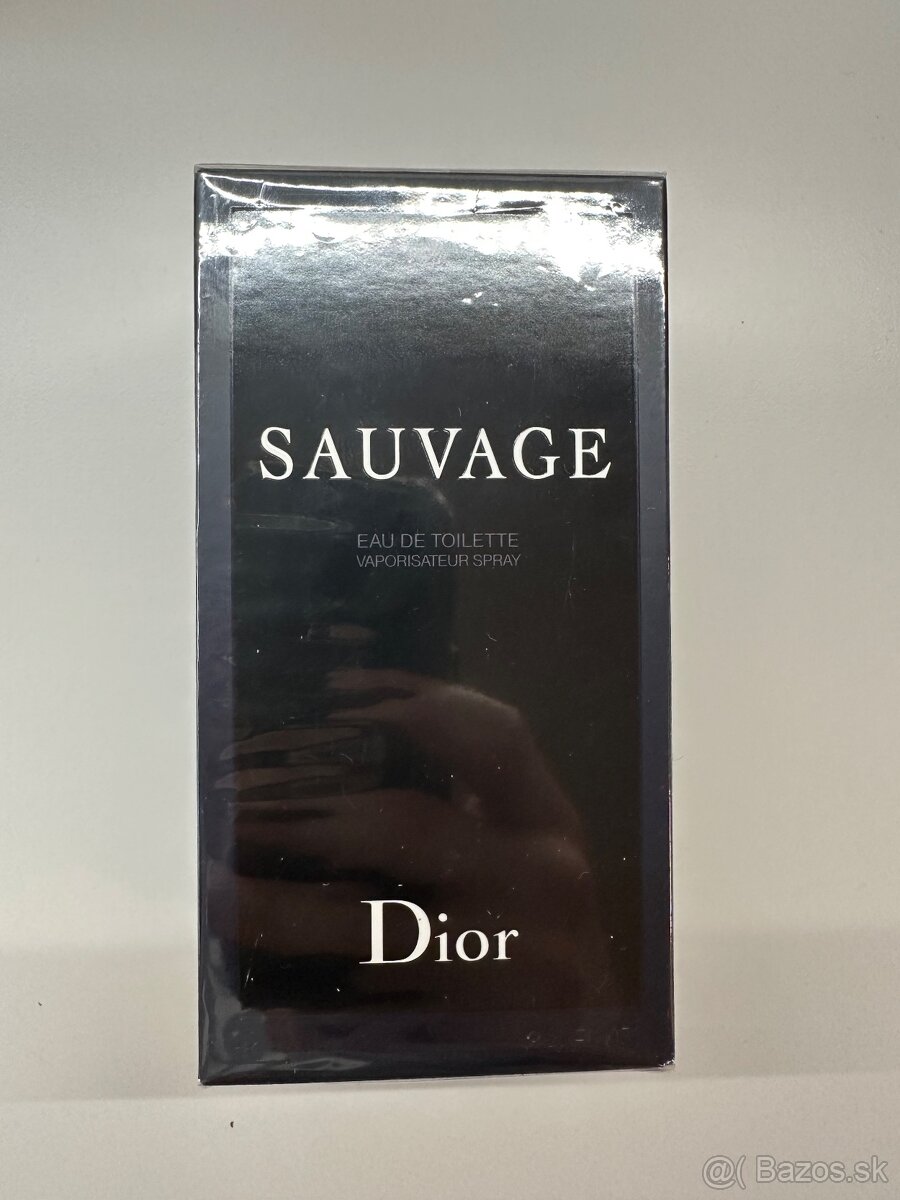 SAUVAGE
EAU DE TOILETTE
VAPORISATEUR SPRAY
Dior
@( Bazos.sk